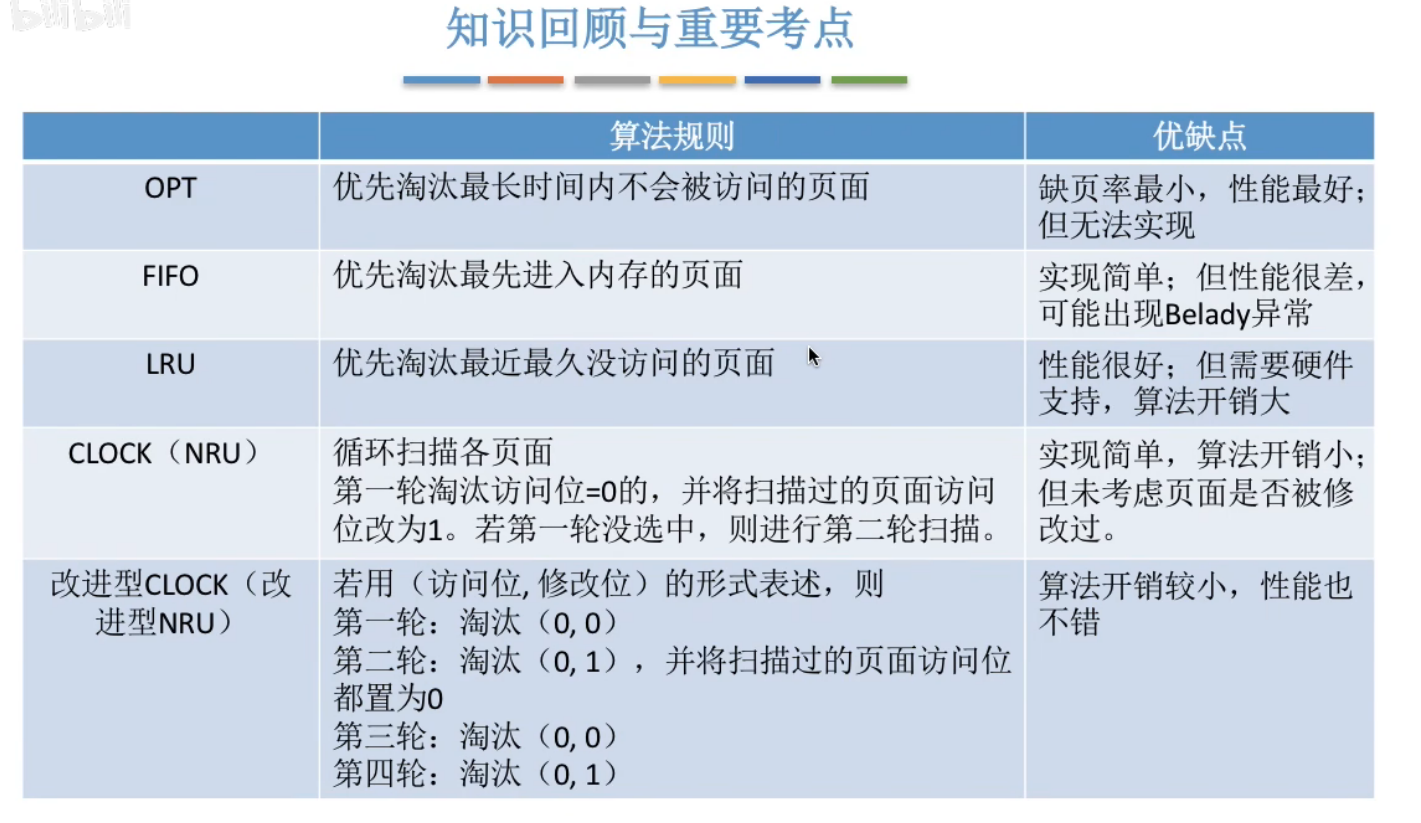 bilibili
知识回顾与重要考点
算法规则
优缺点
OPT
优先淘汰最长时间内不会被访问的页面
缺页率最小，性能最好；
但无法实现
FIFO
优先淘汰最先进入内存的页面
实现简单；但性能很差，
可能出现Belady异常
LRU
优先淘汰最近最久没访问的页面
性能很好；但需要硬件
支持，算法开销大
CLOCK（NRU）
循环扫描各页面
第一轮淘汰访问位=0的，并将扫描过的页面访问
位改为1。若第一轮没选中，则进行第二轮扫描。
实现简单，算法开销小；
但未考虑页面是否被修
改过。
改进型CLOCK（改
进型NRU）
若用（访问位, 修改位）的形式表述，则
第一轮：淘汰（0, 0）
第二轮：淘汰（0, 1），并将扫描过的页面访问位
都置为0
第三轮：淘汰（0, 0）
第四轮：淘汰（0, 1）
算法开销较小，性能也
不错